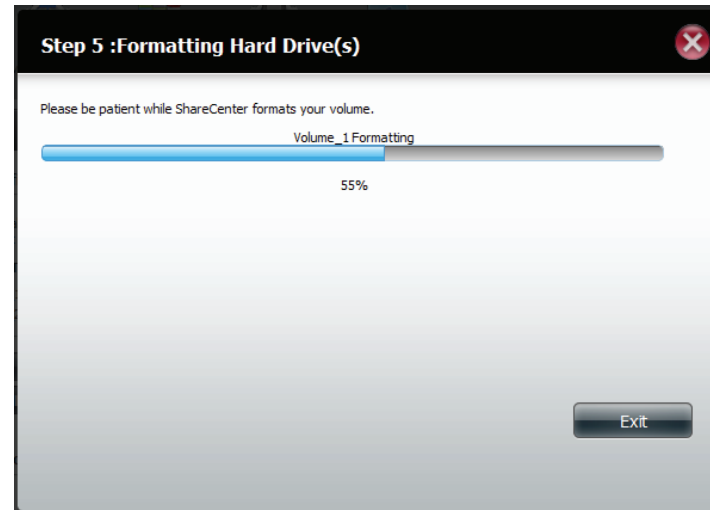 Step 5 :Formatting Hard Drive(s)
Please be patient while ShareCenter formats your volume.
Volume_1 Formatting
55%
Exit